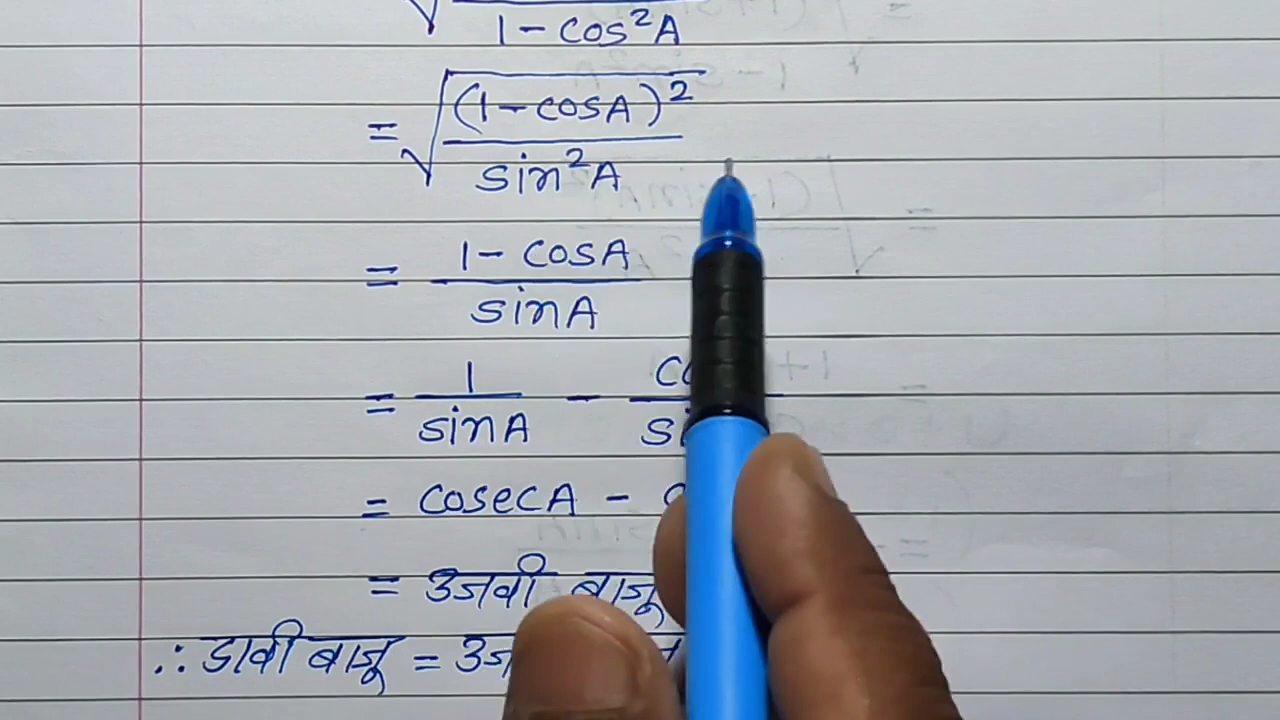 √
1 - cos²A
= √((1 - cosA)² / sin²A)
= (1 - cosA) / sinA
= 1 / sinA -
= cosecA -
= उजवी बाजू
∴ डावी बाजू =